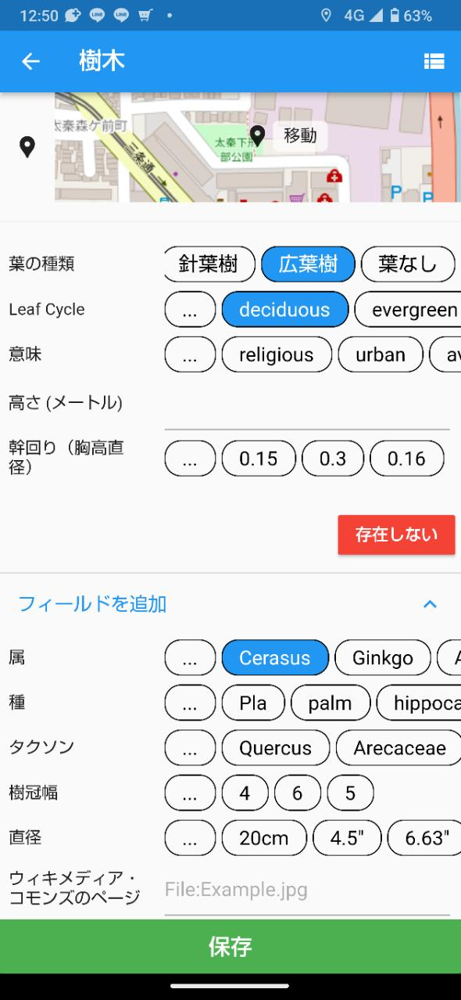 12:50 LINE LINE 4G 63%
樹木
太秦森ケ前町
三条通
太秦下刑部公園
移動
P P
葉の種類 針葉樹 広葉樹 葉なし
Leaf Cycle ... deciduous evergreen
意味 ... religious urban av
高さ (メートル)
幹回り（胸高直
径） ... 0.15 0.3 0.16
存在しない
フィールドを追加
属 ... Cerasus Ginkgo A
種 ... Pla palm hippoca
タクソン ... Quercus Arecaceae
樹冠幅 ... 4 6 5
直径 ... 20cm 4.5" 6.63"
ウィキメディア・
コモンズのページ File:Example.jpg
保存